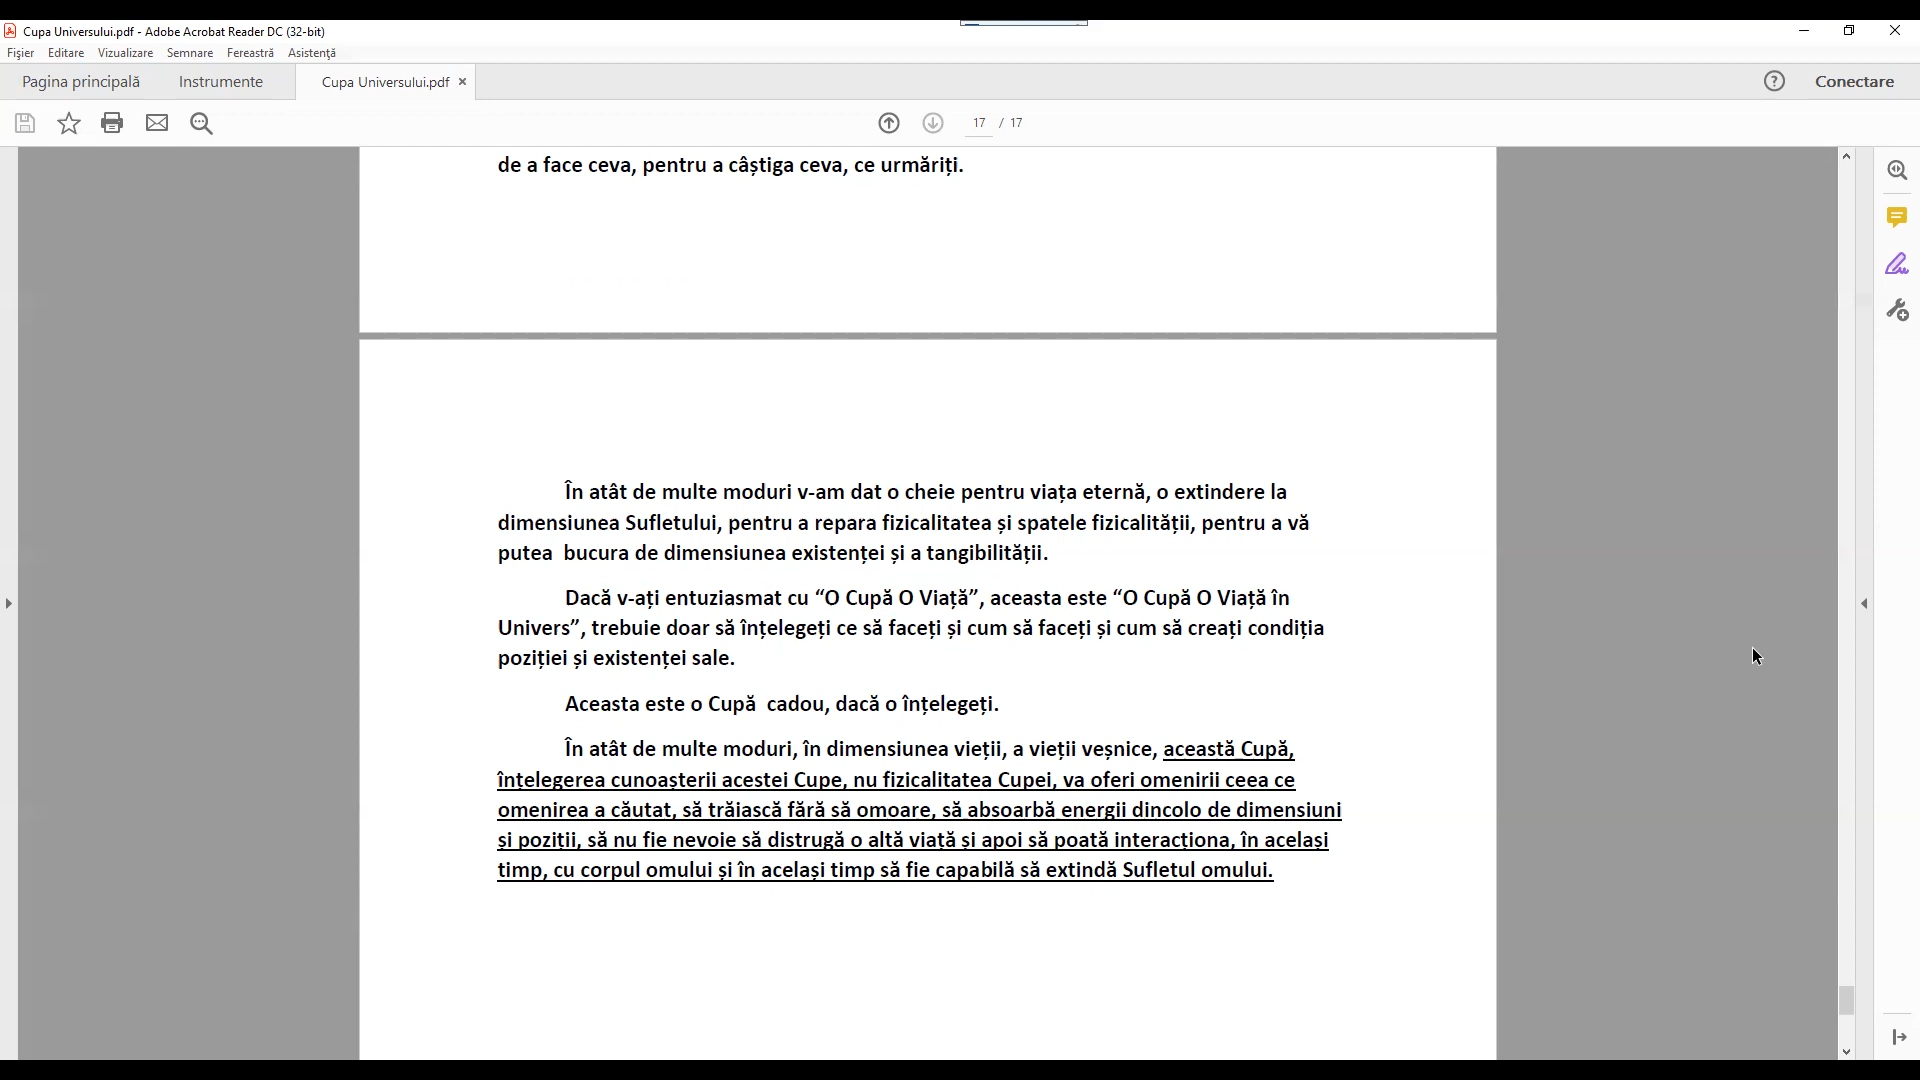 Cupa Universului.pdf - Adobe Acrobat Reader DC (32-bit)
Fişier Editare Vizualizare Semnare Fereastră Asistenţă
Pagina principală Instrumente Cupa Universului.pdf × Conectare
17 / 17
de a face ceva, pentru a câștiga ceva, ce urmăriți.
În atât de multe moduri v-am dat o cheie pentru viața eternă, o extindere la
dimensiunea Sufletului, pentru a repara fizicalitatea și spatele fizicalității, pentru a vă
putea bucura de dimensiunea existenței și a tangibilității.
Dacă v-ați entuziasmat cu “O Cupă O Viață”, aceasta este “O Cupă O Viață în
Univers”, trebuie doar să înțelegeți ce să faceți și cum să faceți și cum să creați condiția
poziției și existenței sale.
Aceasta este o Cupă cadou, dacă o înțelegeți.
În atât de multe moduri, în dimensiunea vieții, a vieții veșnice, această Cupă,
înțelegerea cunoașterii acestei Cupe, nu fizicalitatea Cupei, va oferi omenirii ceea ce
omenirea a căutat, să trăiască fără să omoare, să absoarbă energii dincolo de dimensiuni
și poziții, să nu fie nevoie să distrugă o altă viață și apoi să poată interacționa, în același
timp, cu corpul omului și în același timp să fie capabilă să extindă Sufletul omului.